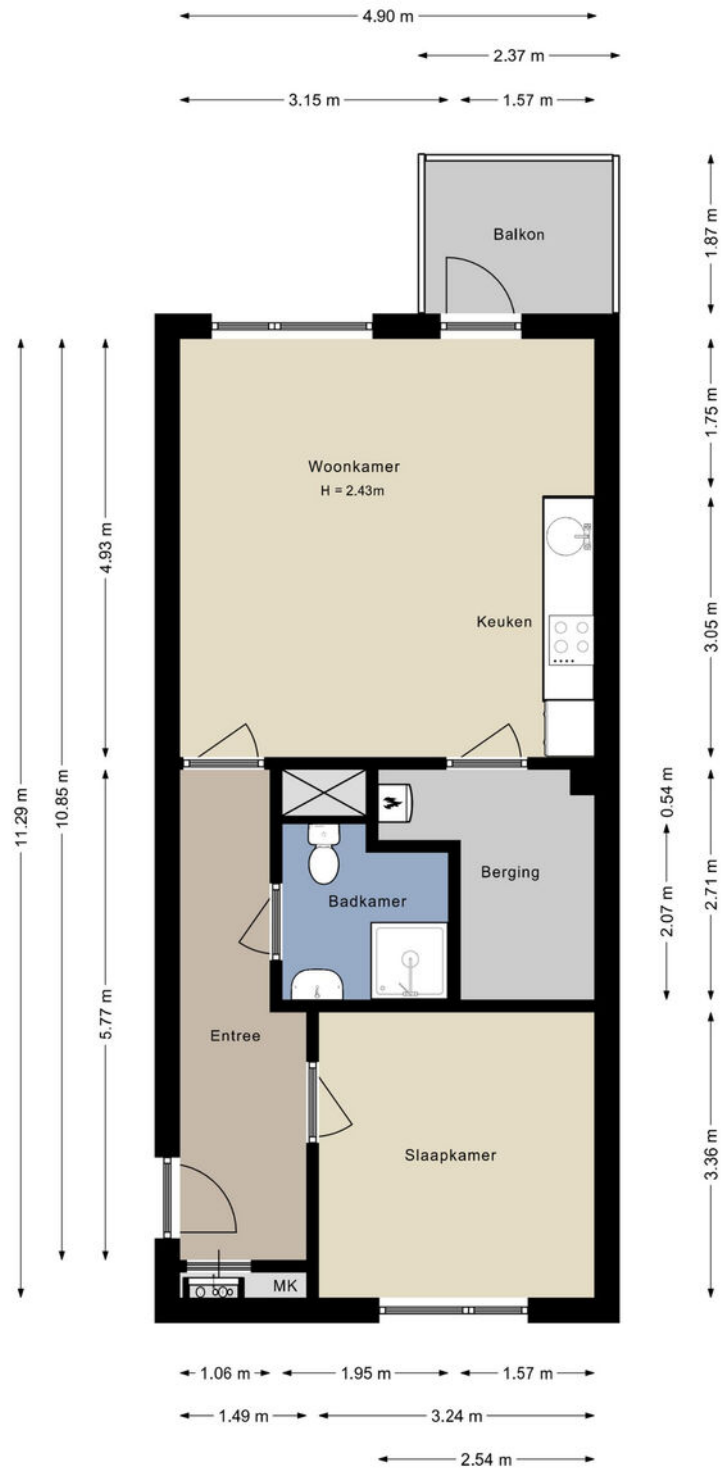 4.90 m
2.37 m
3.15 m
1.57 m
1.87 m
Balkon
1.75 m
Woonkamer
H = 2.43m
4.93 m
Keuken
3.05 m
11.29 m
10.85 m
0.54 m
Berging
2.71 m
Badkamer
2.07 m
5.77 m
Entree
Slaapkamer
3.36 m
MK
1.06 m
1.95 m
1.57 m
1.49 m
3.24 m
2.54 m